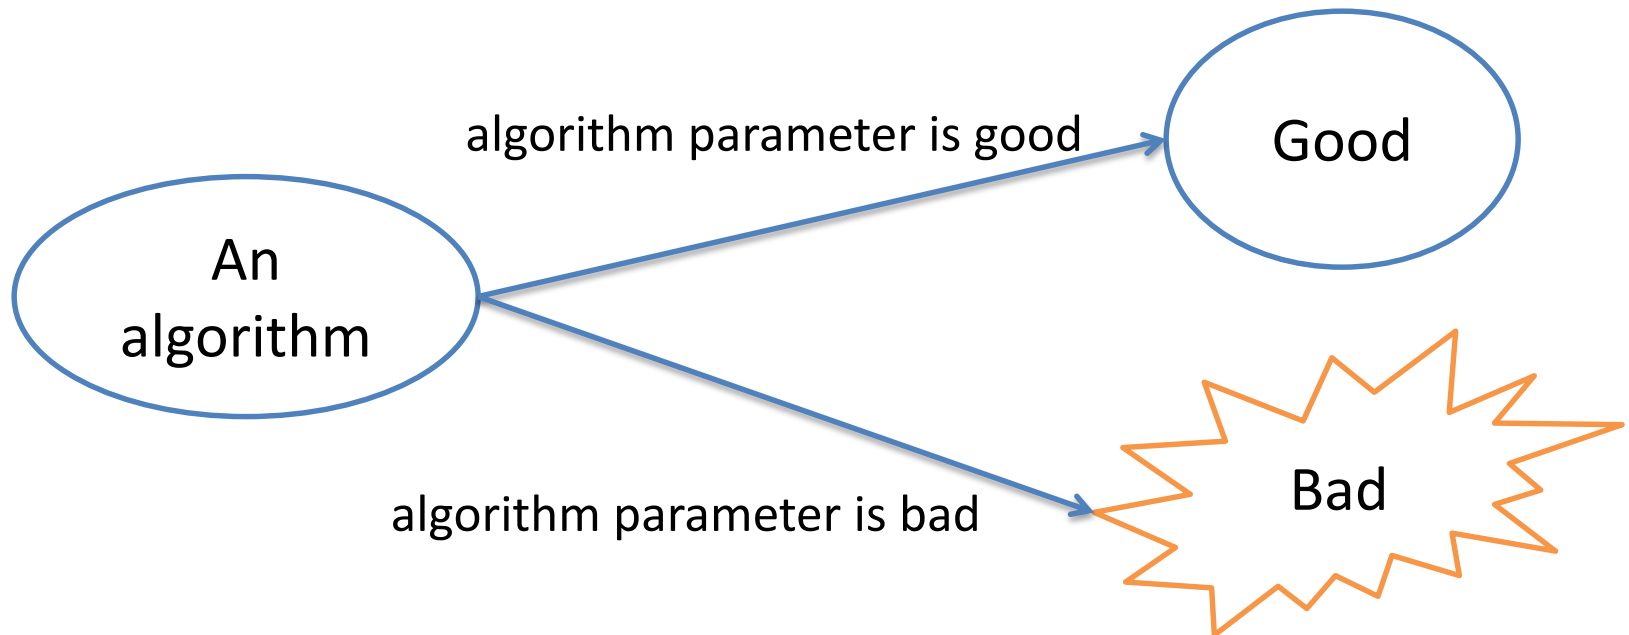 An
algorithm
algorithm parameter is good
Good
algorithm parameter is bad
Bad